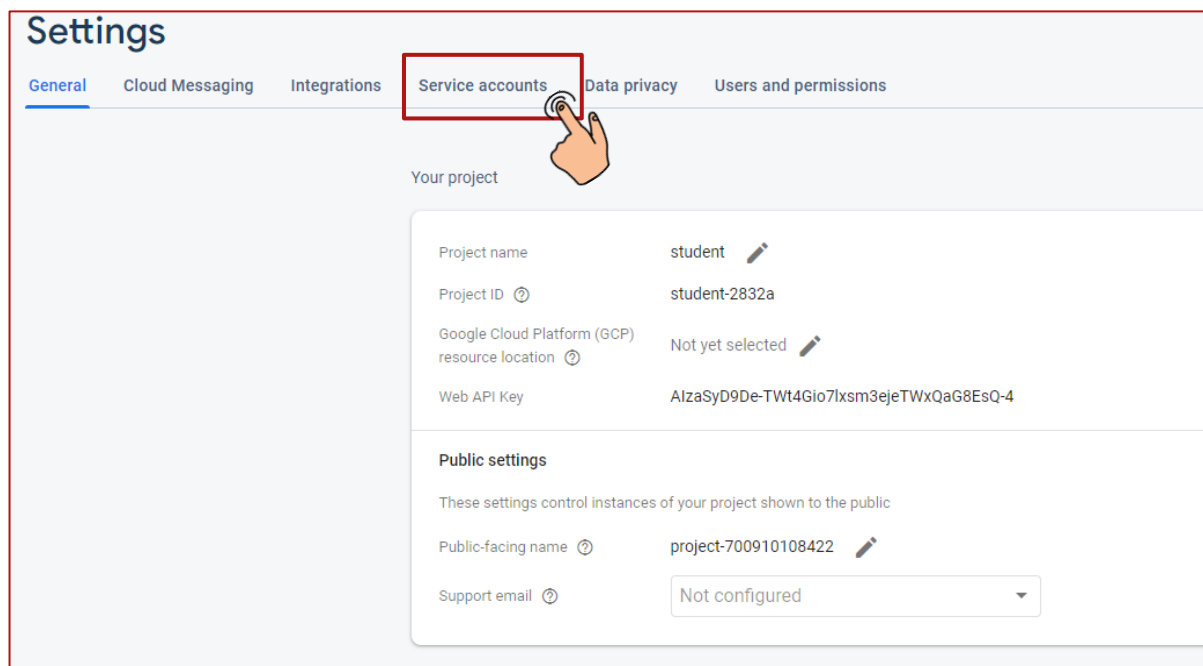 Settings
General Cloud Messaging Integrations Service accounts Data privacy Users and permissions
Your project
Project name student
Project ID student-2832a
Google Cloud Platform (GCP)
resource location Not yet selected
Web API Key AIzaSyD9De-TWt4Gio7lxsm3ejeTWxQaG8EsQ-4
Public settings
These settings control instances of your project shown to the public
Public-facing name project-700910108422
Support email Not configured